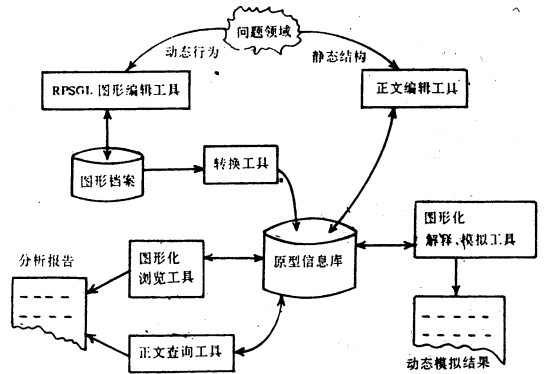 问题领域
动态行为
静态结构
RPSGL 图形编辑工具
正文编辑工具
图形档案
转换工具
图形化
解释、模拟工具
分析报告
图形化
浏览工具
原型信息库
正文查询工具
动态模拟结果